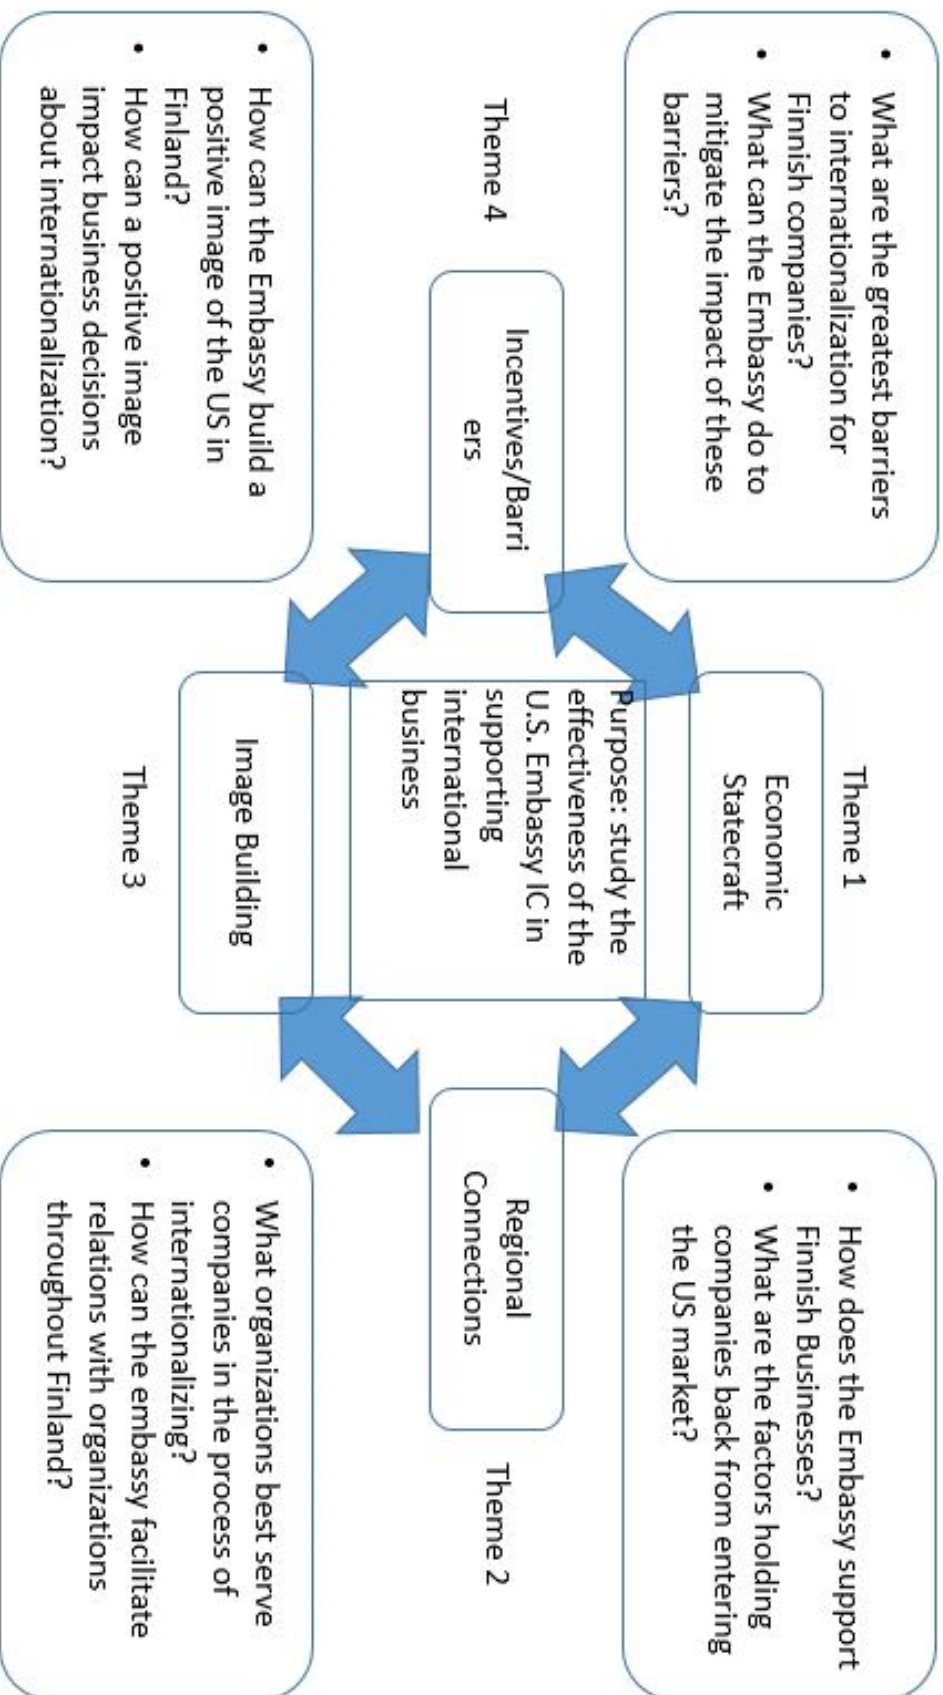 Theme 1
• What are the greatest barriers
to internationalization for
Finnish companies?
• What can the Embassy do to
mitigate the impact of these
barriers?
Economic
Statecraft
• How does the Embassy support
Finnish Businesses?
• What are the factors holding
companies back from entering
the US market?
Theme 4
Incentives/Barri
ers
Purpose: study the
effectiveness of the
U.S. Embassy IC in
supporting
international
business
Regional
Connections
Theme 2
• How can the Embassy build a
positive image of the US in
Finland?
• How can a positive image
impact business decisions
about internationalization?
Image Building
Theme 3
• What organizations best serve
companies in the process of
internationalizing?
• How can the embassy facilitate
relations with organizations
throughout Finland?